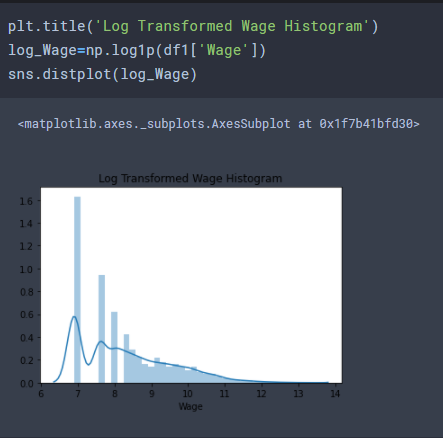 plt.title('Log Transformed Wage Histogram')
log_Wage=np.log1p(df1['Wage'])
sns.distplot(log_Wage)
<matplotlib.axes._subplots.AxesSubplot at 0x1f7b41bfd30>
Log Transformed Wage Histogram
1.6
1.4
1.2
1.0
0.8
0.6
0.4
0.2
0.0
6 7 8 9 10 11 12 13 14
Wage